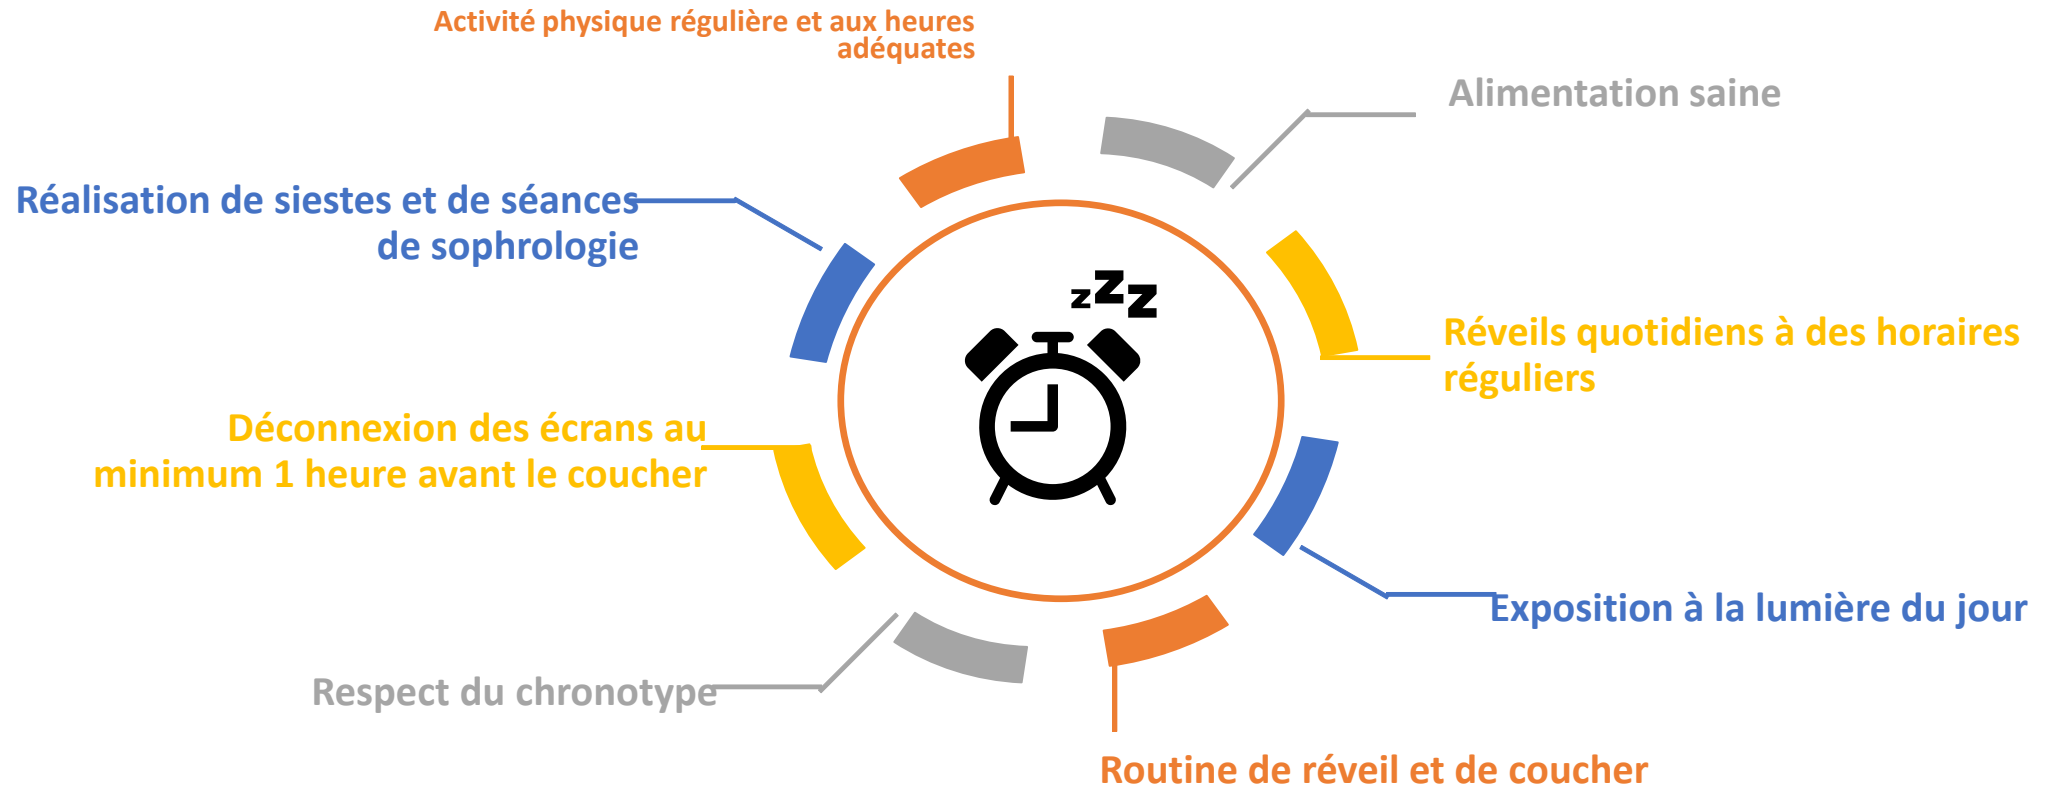 Activité physique régulière et aux heures
adéquates
Alimentation saine
Réalisation de siestes et de séances
de sophrologie
zzz
Réveils quotidiens à des horaires
réguliers
Déconnexion des écrans au
minimum 1 heure avant le coucher
Exposition à la lumière du jour
Respect du chronotype
Routine de réveil et de coucher